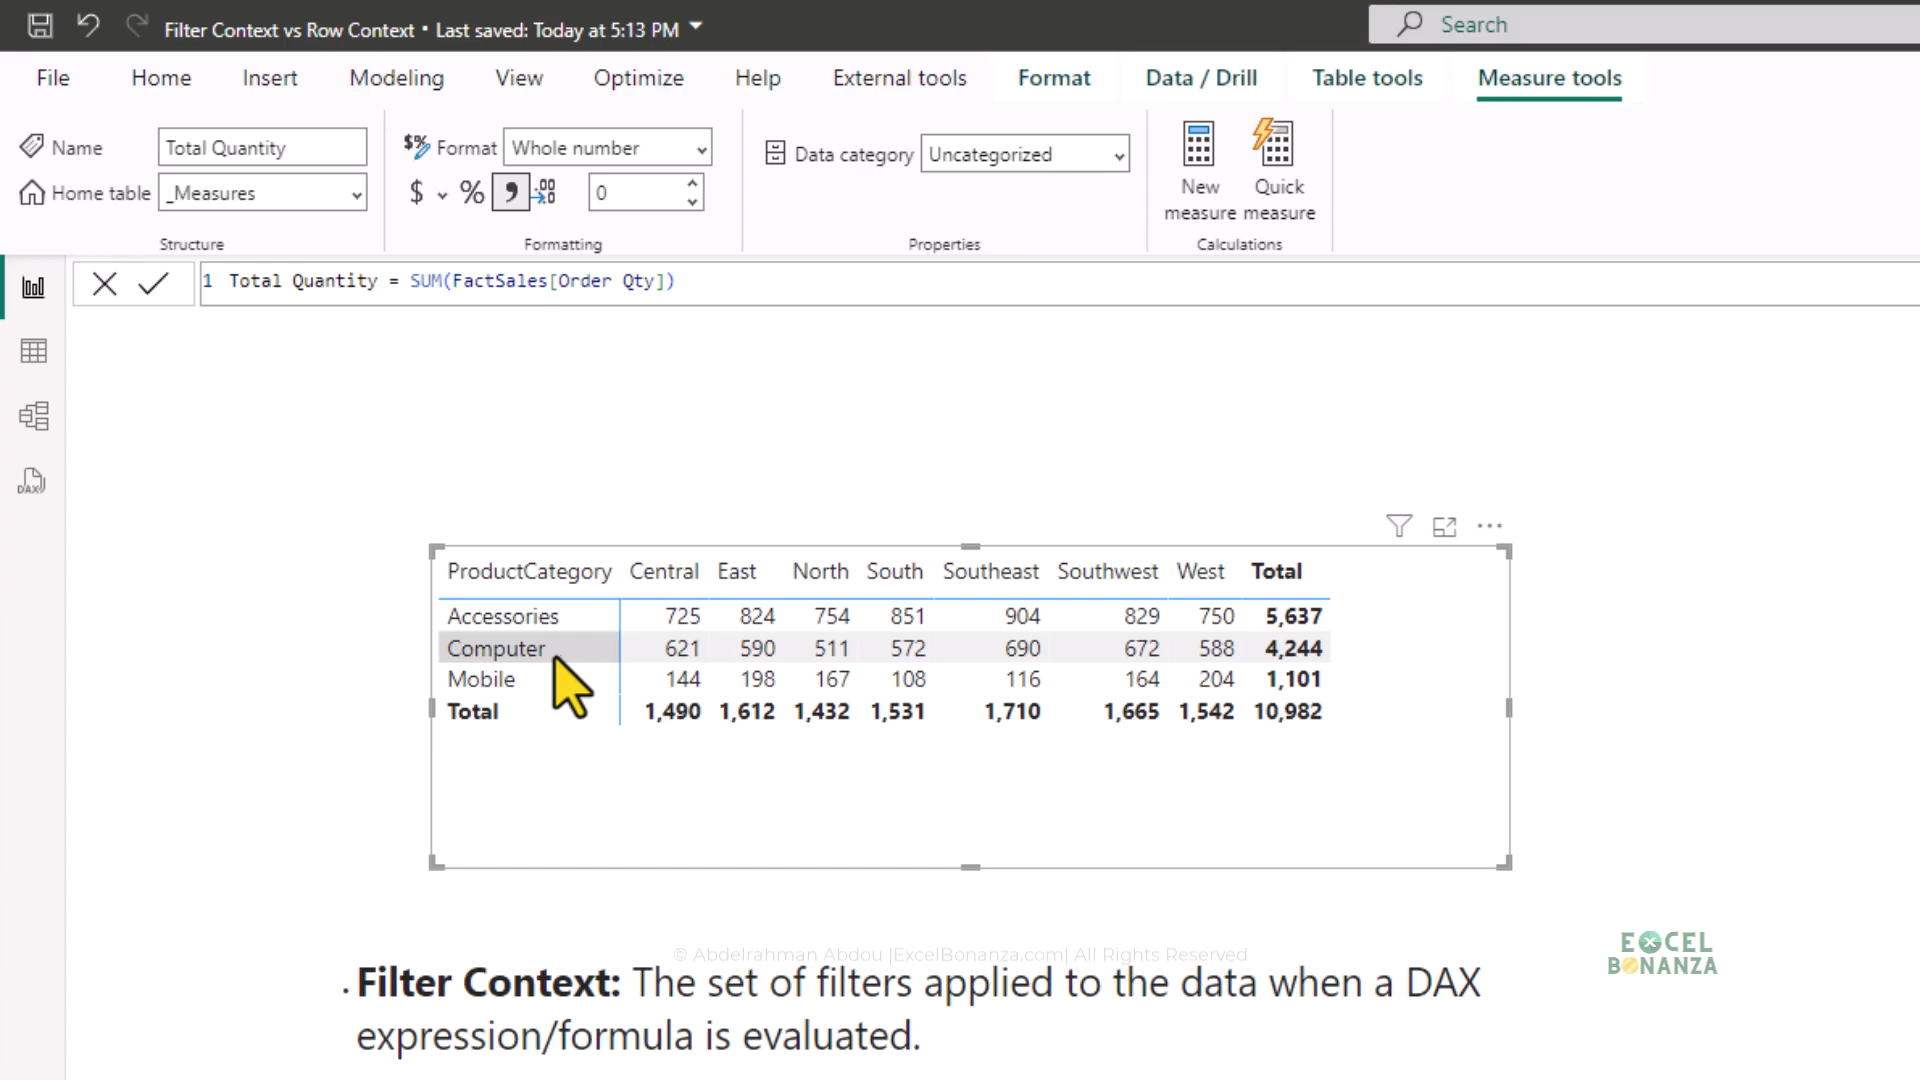 Filter Context vs Row Context • Last saved: Today at 5:13 PM
Search
File Home Insert Modeling View Optimize Help External tools Format Data / Drill Table tools Measure tools
Name Total Quantity
Home table _Measures
Structure
$% Format Whole number
$ % 9 .00 0
Formatting
Data category Uncategorized
Properties
New measure
Quick measure
Calculations
1 Total Quantity = SUM(FactSales[Order Qty])
DAX
ProductCategory Central East North South Southeast Southwest West Total
Accessories 725 824 754 851 904 829 750 5,637
Computer 621 590 511 572 690 672 588 4,244
Mobile 144 198 167 108 116 164 204 1,101
Total 1,490 1,612 1,432 1,531 1,710 1,665 1,542 10,982
© Abdelrahman Abdou |ExcelBonanza.com| All Rights Reserved
EXCEL
BONANZA
. Filter Context: The set of filters applied to the data when a DAX
expression/formula is evaluated.